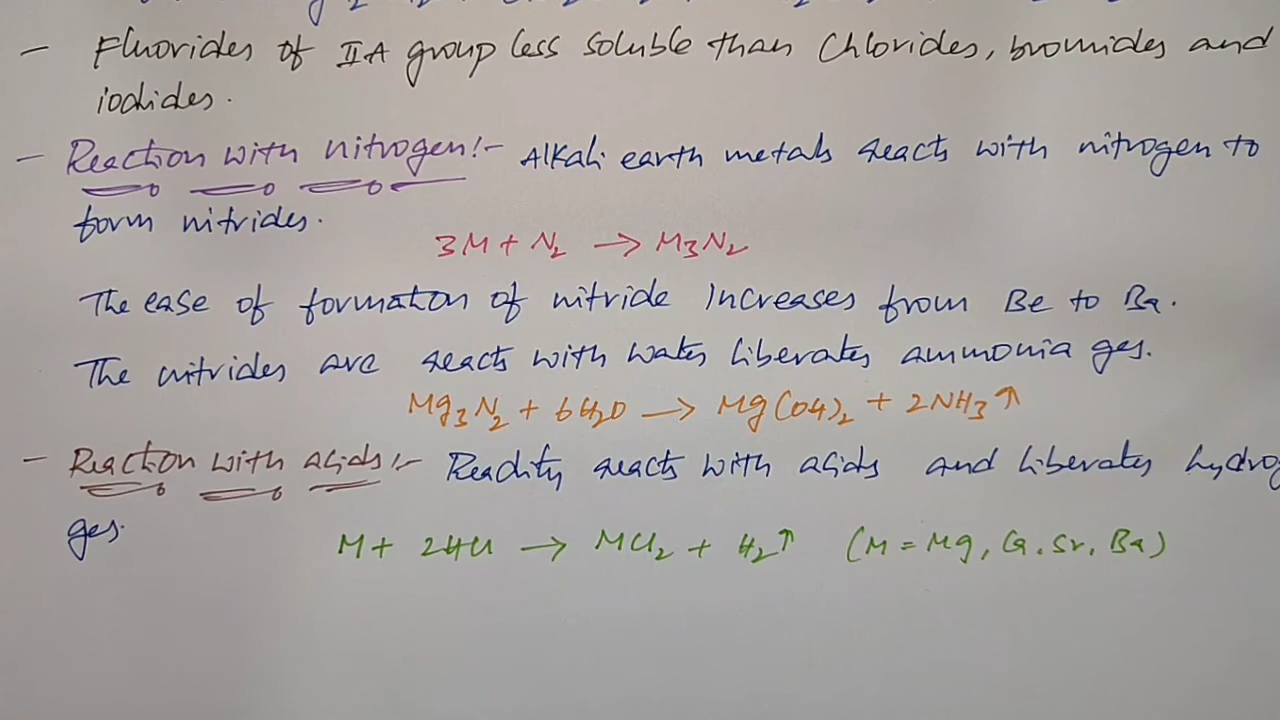 - Fluorides of IIA group less soluble than Chlorides, bromides and
iodides.
- Reaction with nitrogen:- Alkali earth metals reacts with nitrogen to
form nitrides.
3M + N₂ → M₃N₂
The ease of formation of nitride increases from Be to Ba.
The nitrides are reacts with water liberates ammonia gas.
Mg₃N₂ + 6H₂O → Mg(OH)₂ + 2NH₃↑
- Reaction with acids:- Readity reacts with acids and liberates hydrog
gas.
M + 2HCl → MCl₂ + H₂↑ (M = Mg, Ca, Sr, Ba)